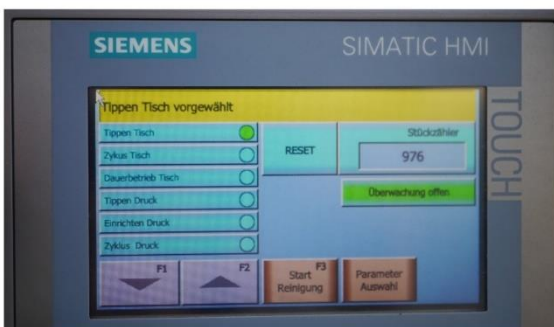 SIEMENS
SIMATIC HMI
TOUCH
Tippen Tisch vorgewählt
Tippen Tisch
Zykus Tisch
Dauerbetrieb Tisch
Tippen Druck
Einrichten Druck
Zyklus Druck
RESET
Stückzähler
976
Überwachung offen
F1
F2
F3
Start
Reinigung
Parameter
Auswahl